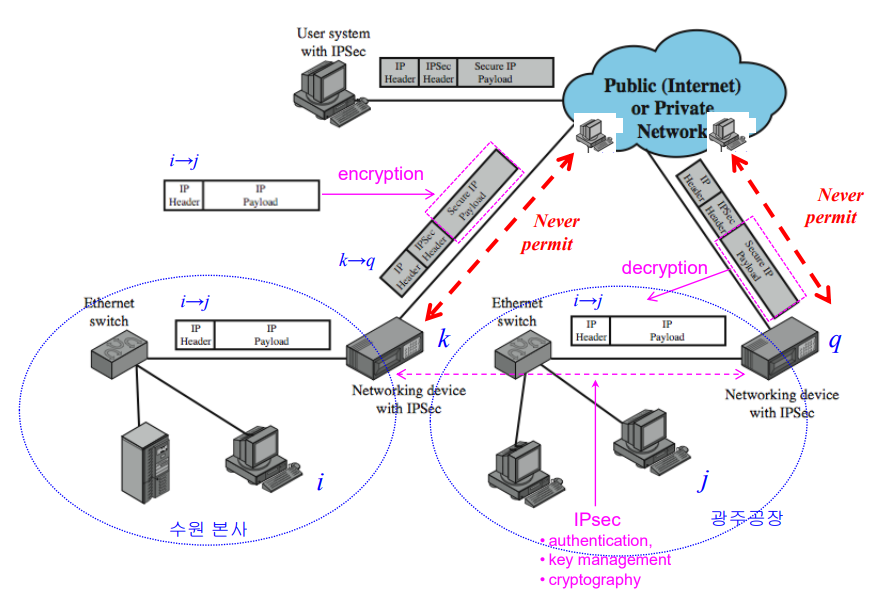 User system
with IPSec
IP
Header
IPSec
Header
Secure IP
Payload
Public (Internet)
or Private
Network
i→j
IP
Header
IP
Payload
encryption
Secure IP
Payload
IPSec
Header
IP
Header
k→q
Never
permit
IP
Header
IPSec
Header
Secure IP
Payload
Never
permit
decryption
Ethernet
switch
i→j
IP
Header
IP
Payload
k
Networking device
with IPSec
i
수원 본사
Ethernet
switch
i→j
IP
Header
IP
Payload
q
Networking device
with IPSec
j
광주공장
IPsec
• authentication,
• key management
• cryptography